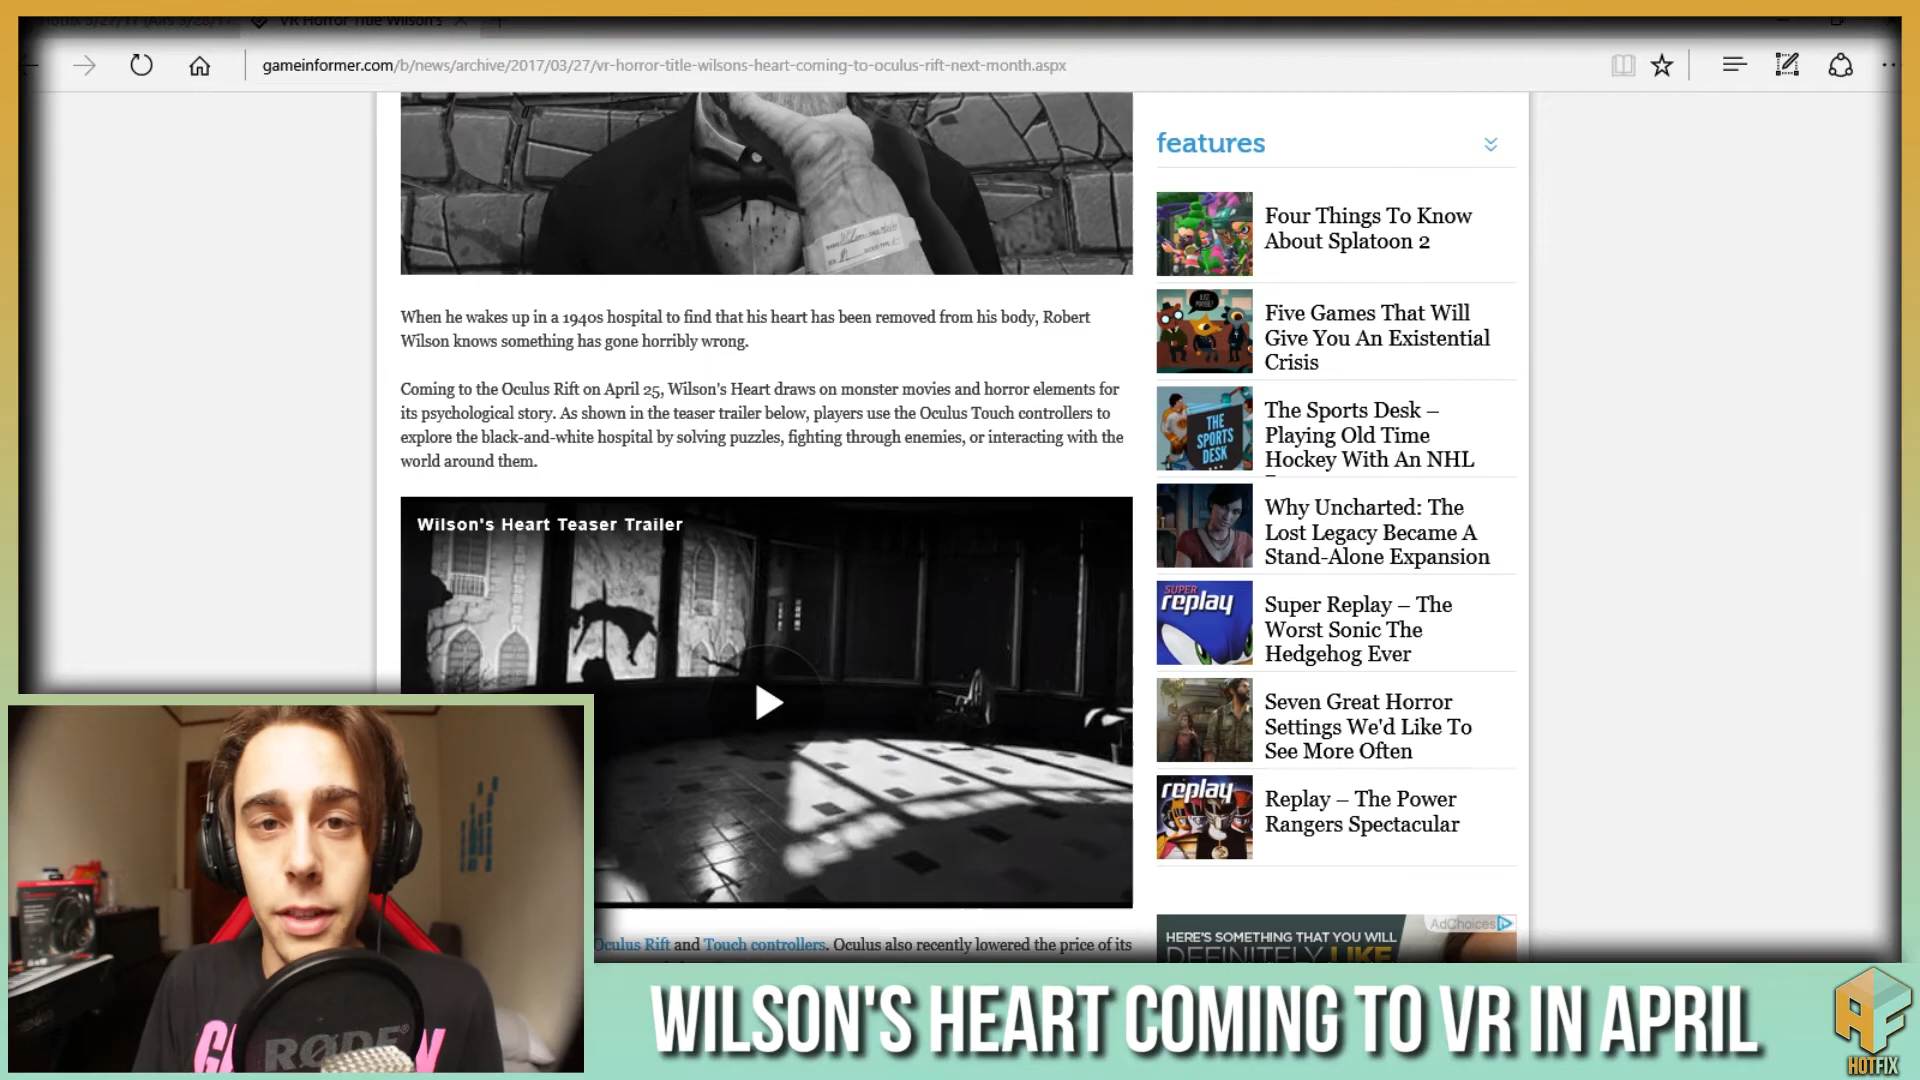 VR Horror Title Wilson's
gameinformer.com/b/news/archive/2017/03/27/vr-horror-title-wilsons-heart-coming-to-oculus-rift-next-month.aspx
When he wakes up in a 1940s hospital to find that his heart has been removed from his body, Robert
Wilson knows something has gone horribly wrong.
Coming to the Oculus Rift on April 25, Wilson's Heart draws on monster movies and horror elements for
its psychological story. As shown in the teaser trailer below, players use the Oculus Touch controllers to
explore the black-and-white hospital by solving puzzles, fighting through enemies, or interacting with the
world around them.
Wilson's Heart Teaser Trailer
Oculus Rift and Touch controllers. Oculus also recently lowered the price of its
features
Four Things To Know
About Splatoon 2
Five Games That Will
Give You An Existential
Crisis
THE
SPORTS
DESK
The Sports Desk –
Playing Old Time
Hockey With An NHL
Why Uncharted: The
Lost Legacy Became A
Stand-Alone Expansion
SUPER
replay
Super Replay – The
Worst Sonic The
Hedgehog Ever
Seven Great Horror
Settings We'd Like To
See More Often
replay
Replay – The Power
Rangers Spectacular
AdChoices
HERE'S SOMETHING THAT YOU WILL
DEFINITELY LIKE
RØDE
WILSON'S HEART COMING TO VR IN APRIL
AF
HOTFIX